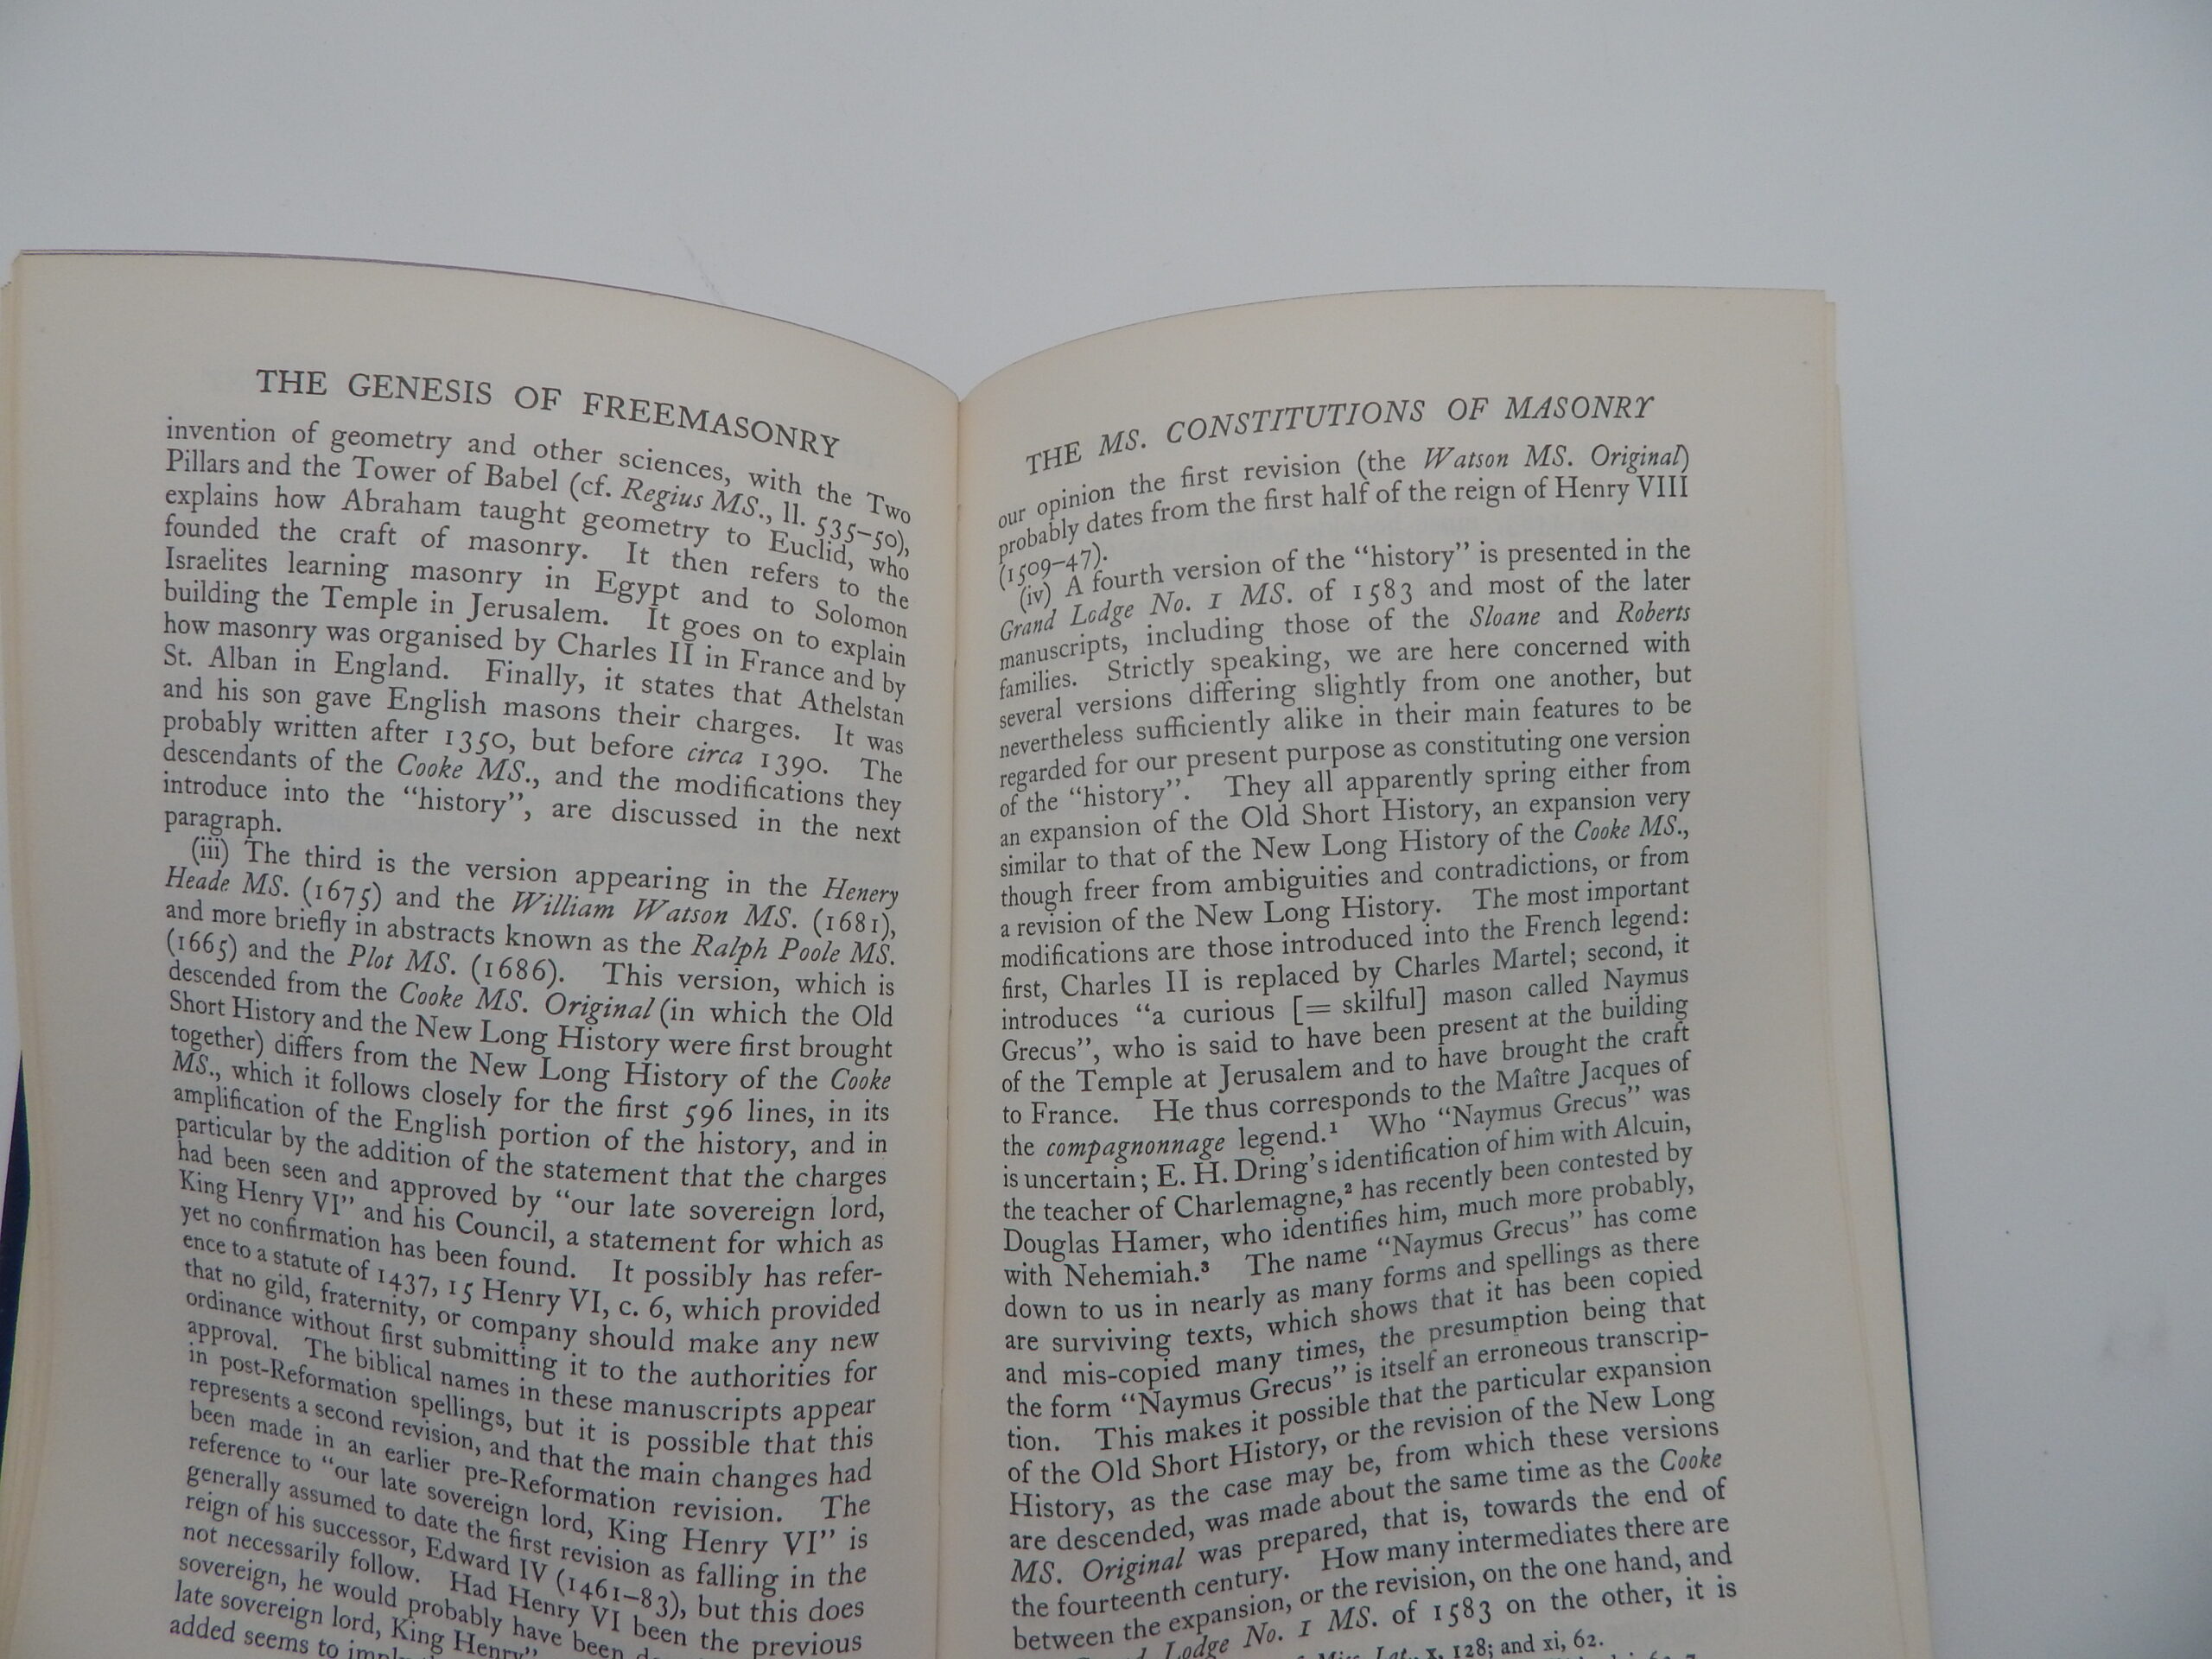 THE GENESIS OF FREEMASONRY
invention of geometry and other sciences, with the Two
Pillars and the Tower of Babel (cf. Regius MS., ll. 535–50),
explains how Abraham taught geometry to Euclid, who
founded the craft of masonry. It then refers to the
Israelites learning masonry in Egypt and to Solomon
building the Temple in Jerusalem. It goes on to explain
how masonry was organised by Charles II in France and by
St. Alban in England. Finally, it states that Athelstan
and his son gave English masons their charges. It was
probably written after 1350, but before circa 1390. The
descendants of the Cooke MS., and the modifications they
introduce into the “history”, are discussed in the next
paragraph.
(iii) The third is the version appearing in the Henery
Heade MS. (1675) and the William Watson MS. (1681),
and more briefly in abstracts known as the Ralph Poole MS.
(1665) and the Plot MS. (1686). This version, which is
descended from the Cooke MS. Original (in which the Old
Short History and the New Long History were first brought
together) differs from the New Long History of the Cooke
MS., which it follows closely for the first 596 lines, in its
amplification of the English portion of the history, and in
particular by the addition of the statement that the charges
had been seen and approved by “our late sovereign lord,
King Henry VI” and his Council, a statement for which as
yet no confirmation has been found. It possibly has refer-
ence to a statute of 1437, 15 Henry VI, c. 6, which provided
that no gild, fraternity, or company should make any new
ordinance without first submitting it to the authorities for
approval. The biblical names in these manuscripts appear
in post-Reformation spellings, but it is possible that this
represents a second revision, and that the main changes had
been made in an earlier pre-Reformation revision. The
reference to “our late sovereign lord, King Henry VI” is
generally assumed to date the first revision as falling in the
reign of his successor, Edward IV (1461–83), but this does
not necessarily follow. Had Henry VI been the previous
sovereign, he would probably have been
late sovereign lord, King Henry”
added seems to
THE MS. CONSTITUTIONS OF MASONRY
our opinion the first revision (the Watson MS. Original)
probably dates from the first half of the reign of Henry VIII
(1509–47).
(iv) A fourth version of the “history” is presented in the
Grand Lodge No. 1 MS. of 1583 and most of the later
manuscripts, including those of the Sloane and Roberts
families. Strictly speaking, we are here concerned with
several versions differing slightly from one another, but
nevertheless sufficiently alike in their main features to be
regarded for our present purpose as constituting one version
of the “history”. They all apparently spring either from
an expansion of the Old Short History, an expansion very
similar to that of the New Long History of the Cooke MS.,
though freer from ambiguities and contradictions, or from
a revision of the New Long History. The most important
modifications are those introduced into the French legend:
first, Charles II is replaced by Charles Martel; second, it
introduces “a curious [= skilful] mason called Naymus
Grecus”, who is said to have been present at the building
of the Temple at Jerusalem and to have brought the craft
to France. He thus corresponds to the Maître Jacques of
the compagnonnage legend.¹ Who “Naymus Grecus” was
is uncertain; E. H. Dring’s identification of him with Alcuin,
the teacher of Charlemagne,² has recently been contested by
Douglas Hamer, who identifies him, much more probably,
with Nehemiah.³ The name “Naymus Grecus” has come
down to us in nearly as many forms and spellings as there
are surviving texts, which shows that it has been copied
and mis-copied many times, the presumption being that
the form “Naymus Grecus” is itself an erroneous transcrip-
tion. This makes it possible that the particular expansion
of the Old Short History, or the revision of the New Long
History, as the case may be, from which these versions
are descended, was made about the same time as the Cooke
MS. Original was prepared, that is, towards the end of
the fourteenth century. How many intermediates there are
between the expansion, or the revision, on the one hand, and
Lodge No. 1 MS. of 1583 on the other, it is
Lat., x, 128; and xi, 62.